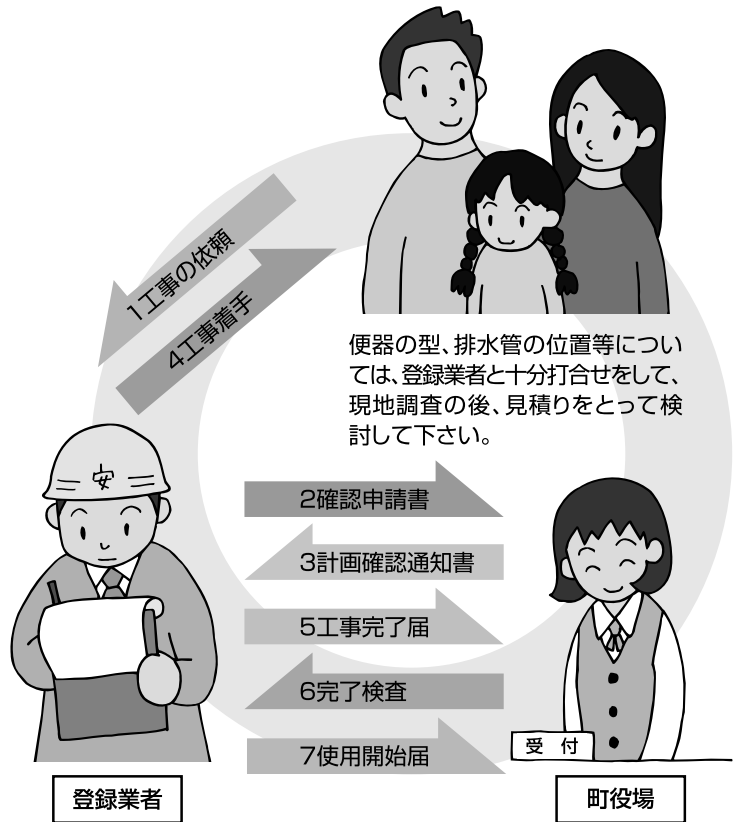 1工事の依頼
4工事着手
便器の型、排水管の位置等につい
ては、登録業者と十分打合せをして、
現地調査の後、見積りをとって検
討して下さい。
安
2確認申請書
3計画確認通知書
5工事完了届
6完了検査
7使用開始届
受 付
登録業者
町役場